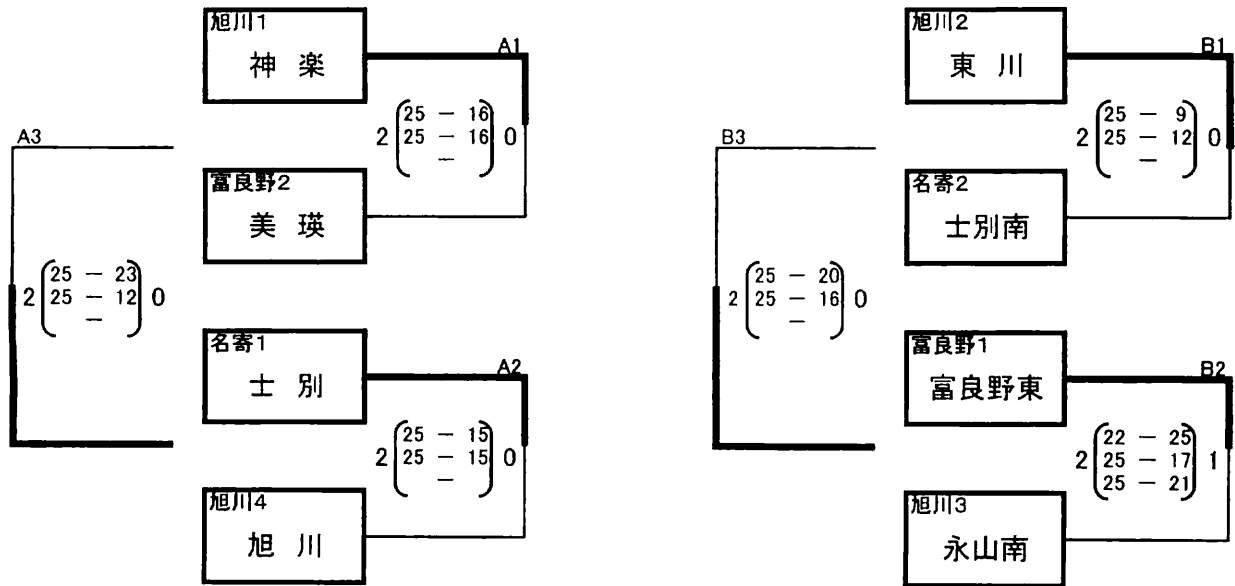 旭川1
神 楽
A1
25 － 16
2 25 － 16 0
－
A3
富良野2
美 瑛
25 － 23
2 25 － 12 0
－
名寄1
士 別
A2
25 － 15
2 25 － 15 0
－
旭川4
旭 川
旭川2
東 川
B1
25 － 9
2 25 － 12 0
－
B3
名寄2
士別南
25 － 20
2 25 － 16 0
－
富良野1
富良野東
B2
22 － 25
2 25 － 17 1
25 － 21
旭川3
永山南